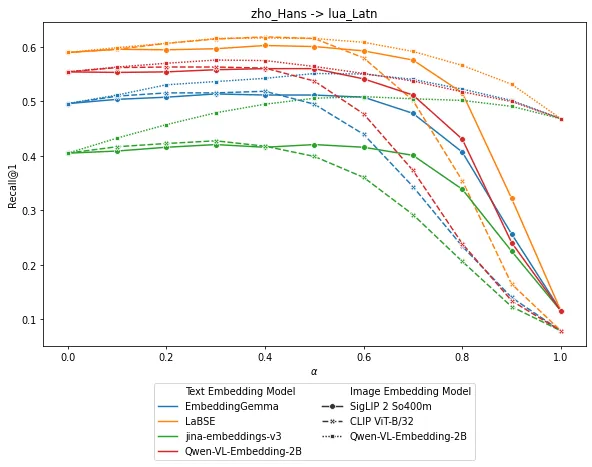 zho_Hans -> lua_Latn
Recall@1
0.6
0.5
0.4
0.3
0.2
0.1
0.0 0.2 0.4 0.6 0.8 1.0
α
Text Embedding Model Image Embedding Model
EmbeddingGemma SigLIP 2 So400m
LaBSE CLIP ViT-B/32
jina-embeddings-v3 Qwen-VL-Embedding-2B
Qwen-VL-Embedding-2B